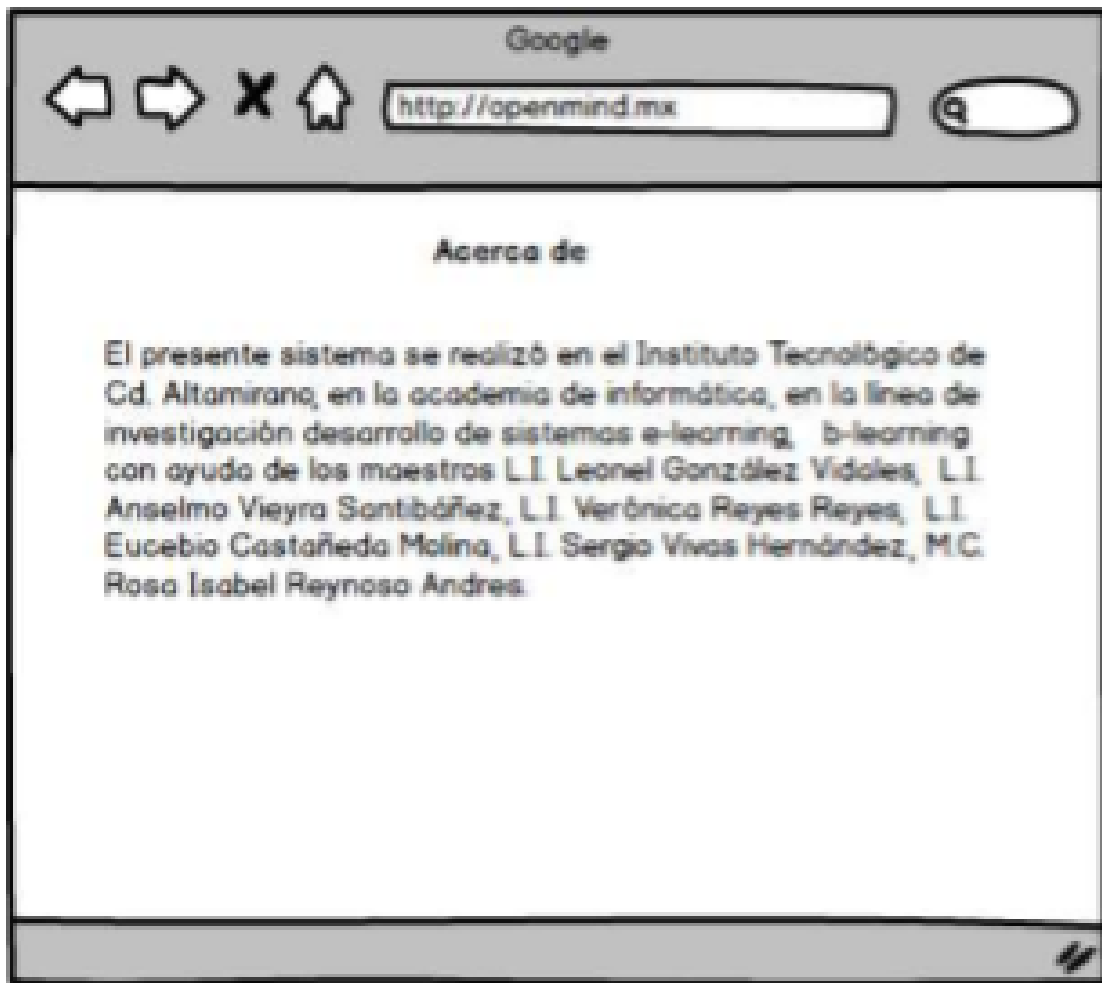 Google
http://openmind.mx
Acerca de
El presente sistema se realizó en el Instituto Tecnológico de
Cd. Altamirano, en la academia de informática, en la línea de
investigación desarrollo de sistemas e-learning, b-learning
con ayuda de los maestros L.I. Leonel González Vidales, L.I.
Anselmo Vieyra Santibáñez, L.I. Verónica Reyes Reyes, L.I.
Eucebio Castañeda Molina, L.I. Sergio Vivas Hernández, M.C.
Rosa Isabel Reynoso Andres.